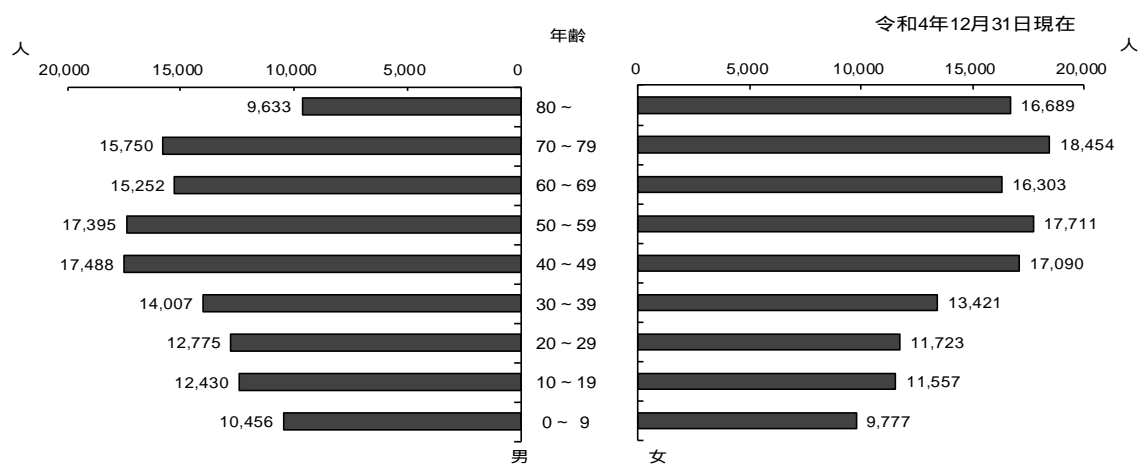 令和4年12月31日現在
人 年齢 人
20,000 15,000 10,000 5,000 0 0 5,000 10,000 15,000 20,000
9,633 80～ 16,689
15,750 70～79 18,454
15,252 60～69 16,303
17,395 50～59 17,711
17,488 40～49 17,090
14,007 30～39 13,421
12,775 20～29 11,723
12,430 10～19 11,557
10,456 0～ 9 9,777
男 女